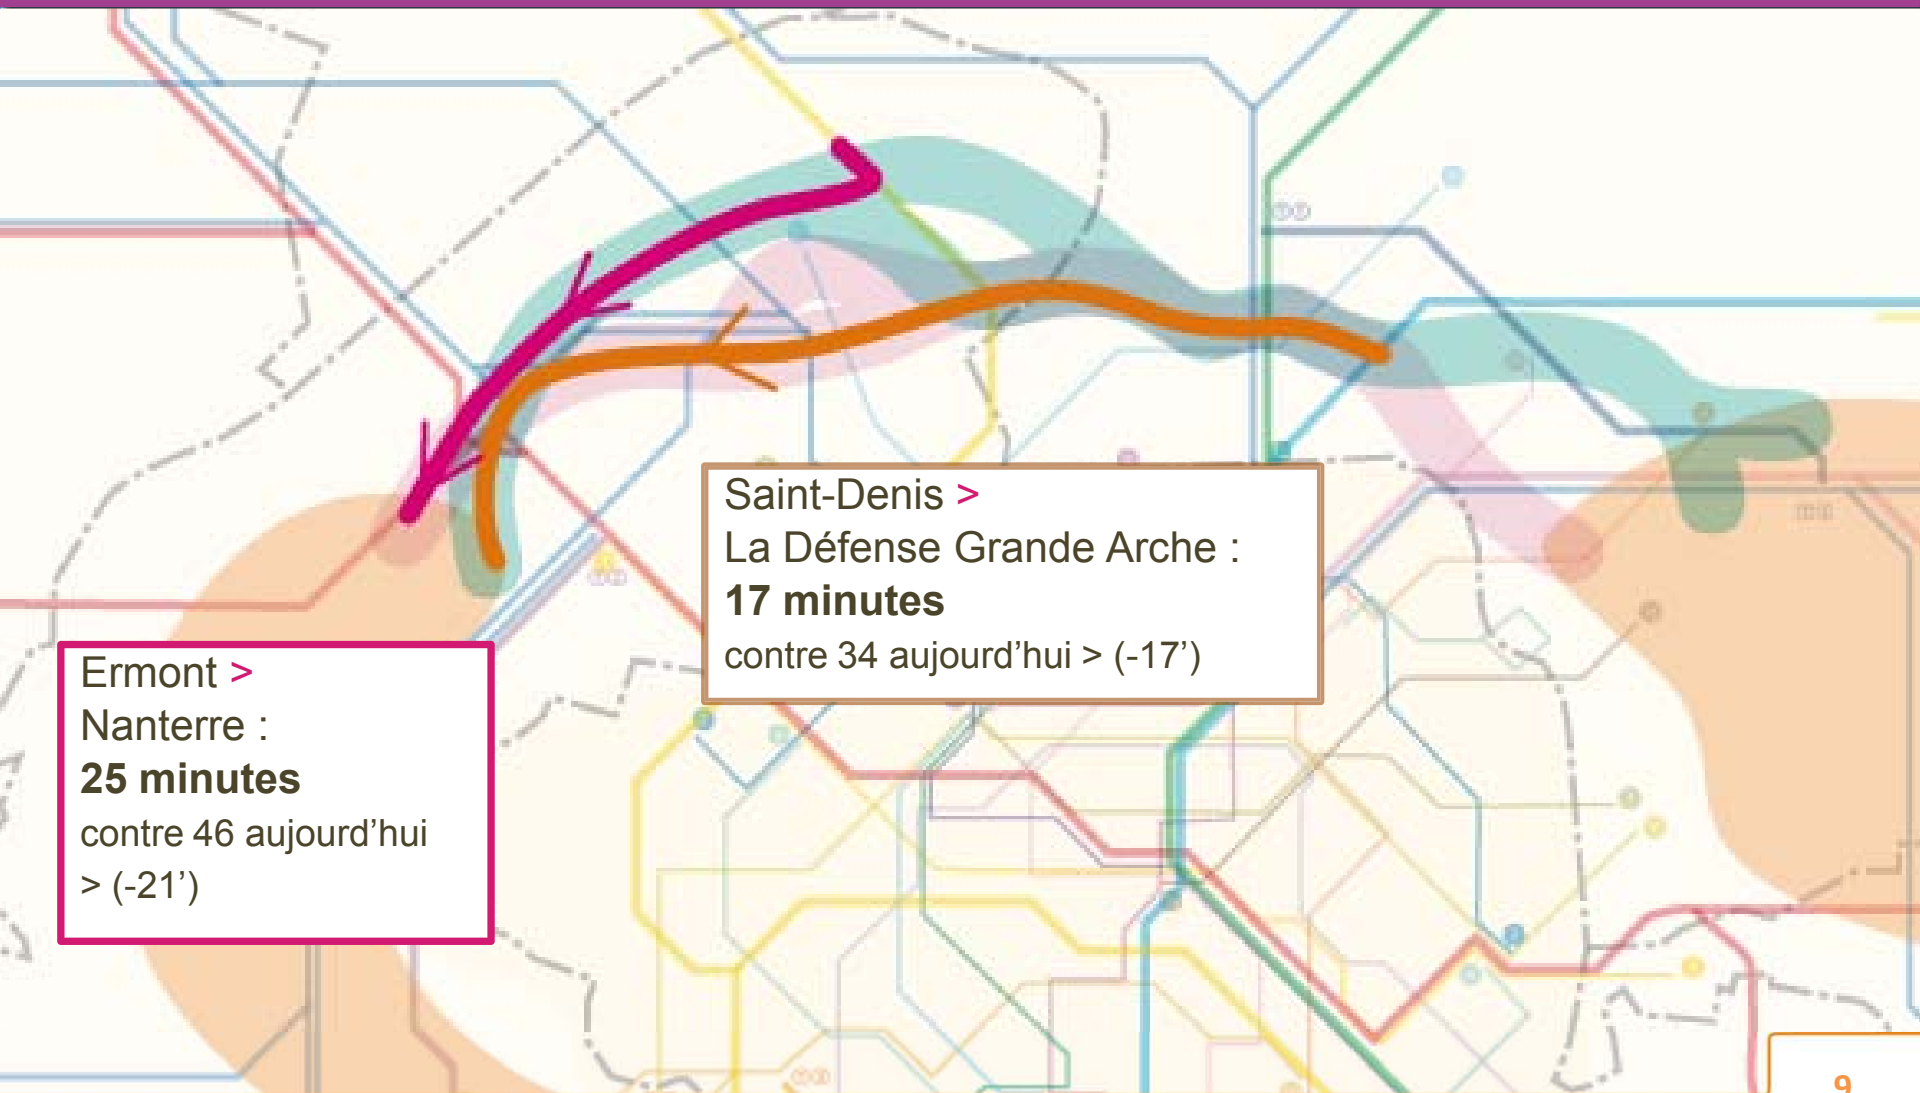 Saint-Denis >
La Défense Grande Arche :
17 minutes
contre 34 aujourd’hui > (-17’)
Ermont >
Nanterre :
25 minutes
contre 46 aujourd’hui
> (-21’)
9